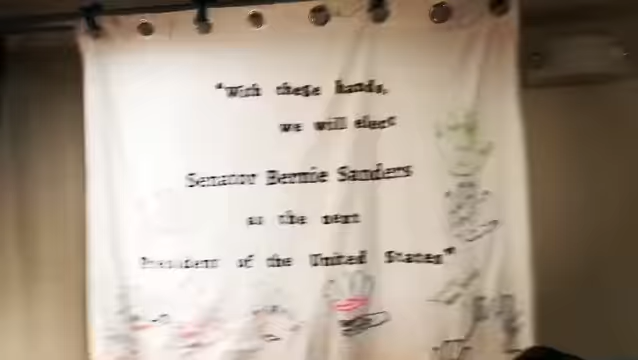 "With these hands,
we will elect
Senator Bernie Sanders
as the next
President of the United States"